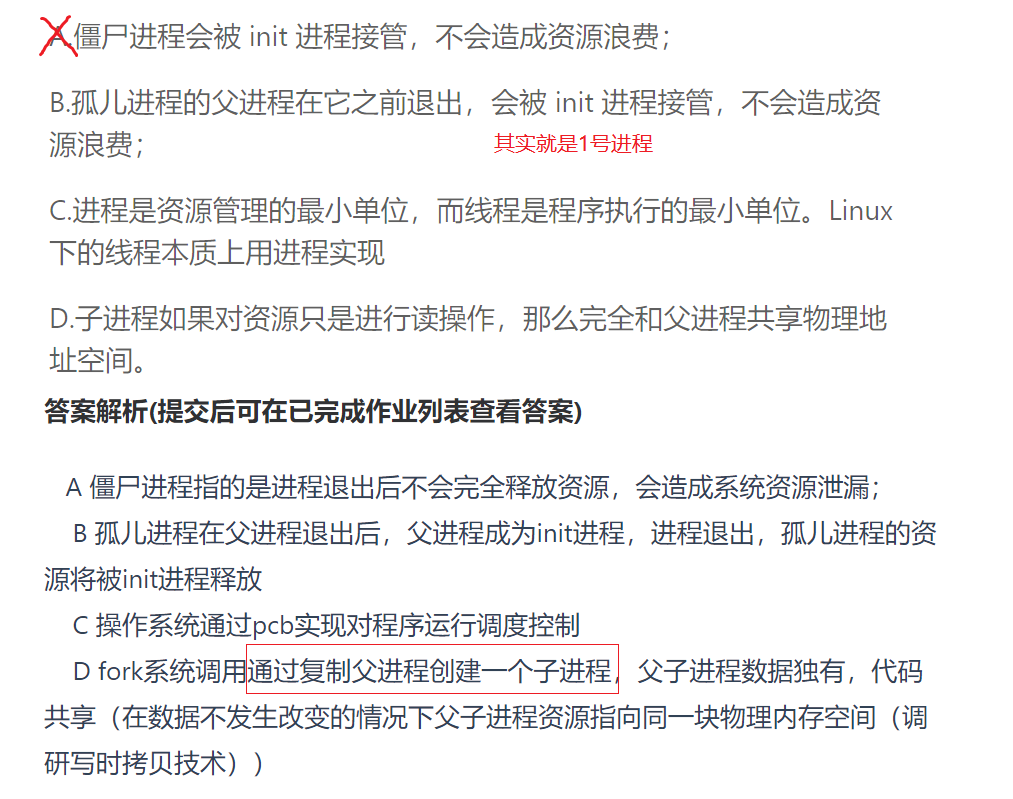 A.僵尸进程会被 init 进程接管，不会造成资源浪费；
B.孤儿进程的父进程在它之前退出，会被 init 进程接管，不会造成资
源浪费；
其实就是1号进程
C.进程是资源管理的最小单位，而线程是程序执行的最小单位。Linux
下的线程本质上用进程实现
D.子进程如果对资源只是进行读操作，那么完全和父进程共享物理地
址空间。
答案解析(提交后可在已完成作业列表查看答案)
A 僵尸进程指的是进程退出后不会完全释放资源，会造成系统资源泄漏；
B 孤儿进程在父进程退出后，父进程成为init进程，进程退出，孤儿进程的资
源将被init进程释放
C 操作系统通过pcb实现对程序运行调度控制
D fork系统调用通过复制父进程创建一个子进程，父子进程数据独有，代码
共享（在数据不发生改变的情况下父子进程资源指向同一块物理内存空间（调
研写时拷贝技术））